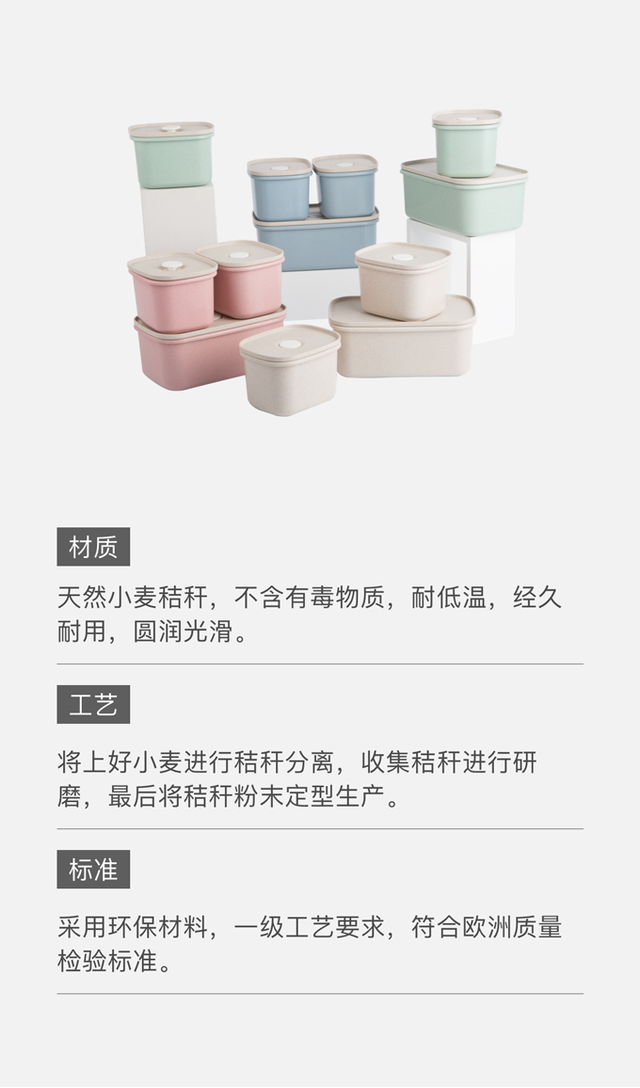 材质
天然小麦秸秆，不含有毒物质，耐低温，经久
耐用，圆润光滑。
工艺
将上好小麦进行秸秆分离，收集秸秆进行研
磨，最后将秸秆粉末定型生产。
标准
采用环保材料，一级工艺要求，符合欧洲质量
检验标准。